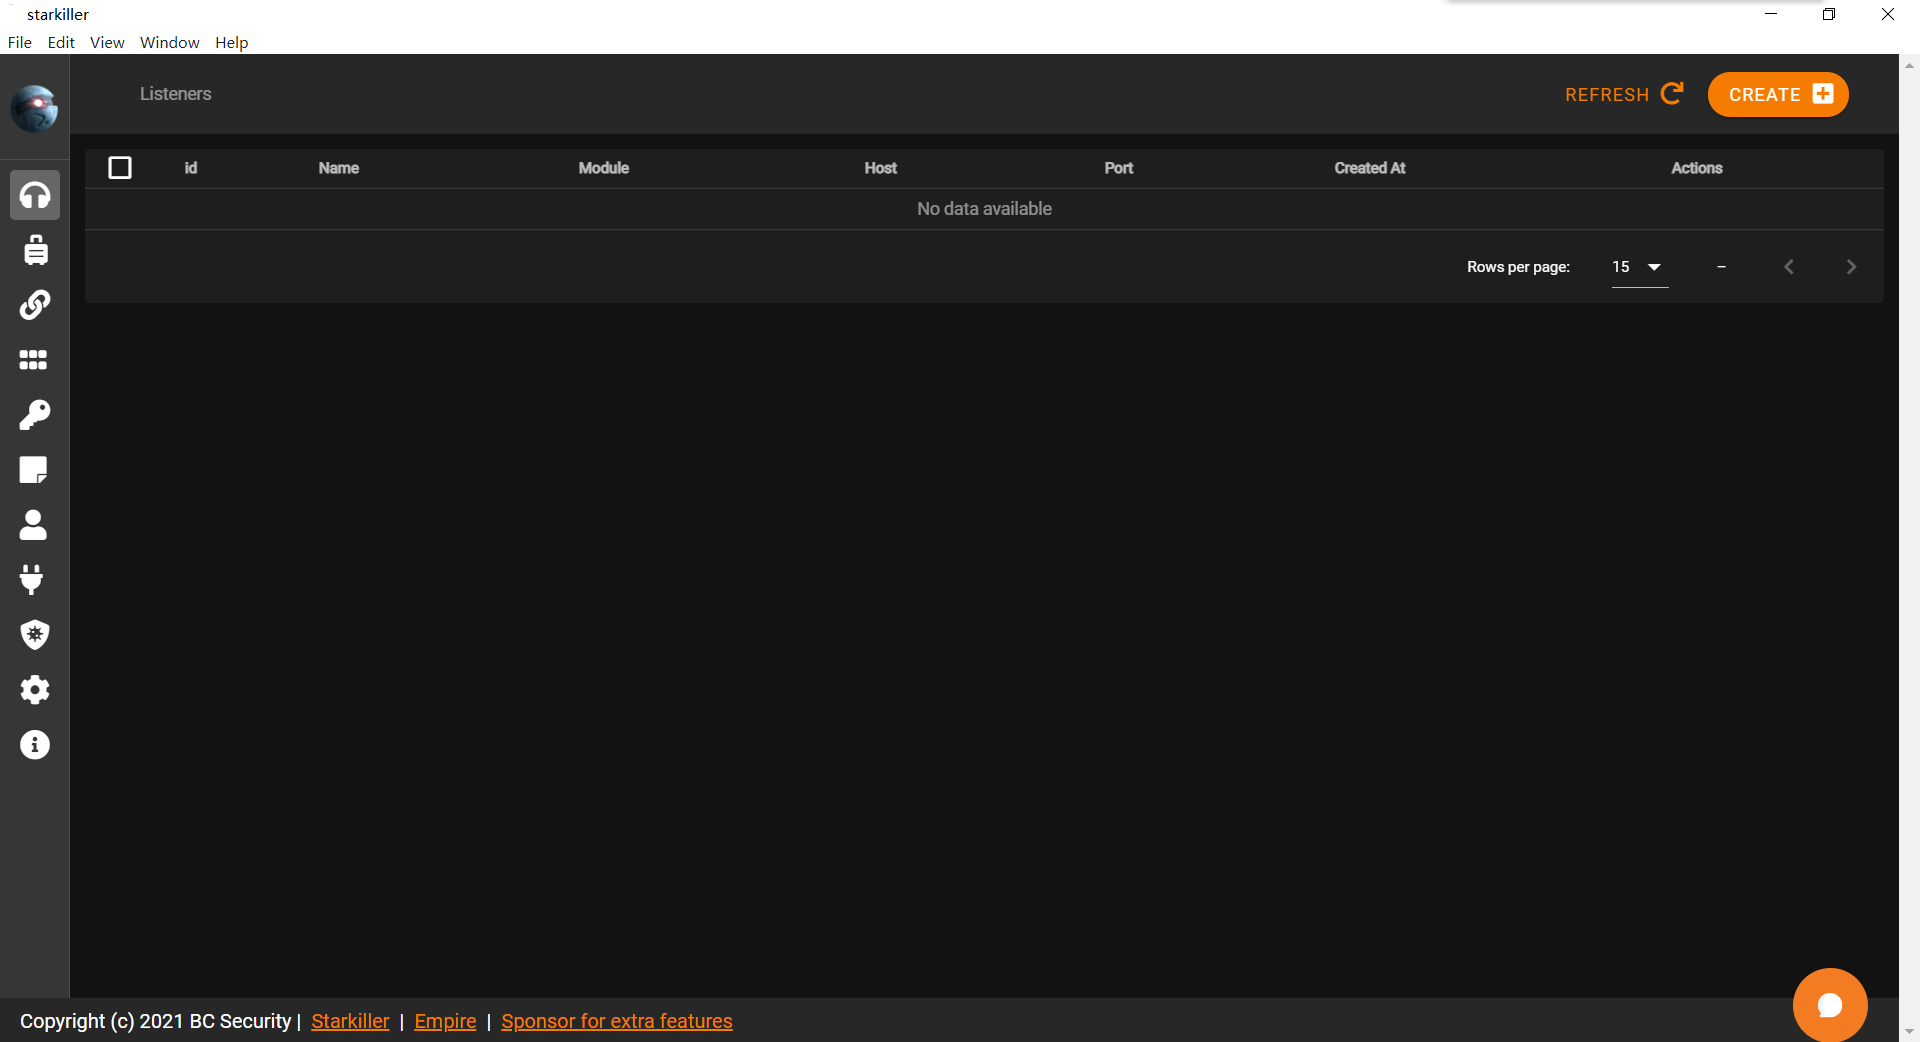 starkiller
File Edit View Window Help
Listeners
REFRESH CREATE
id Name Module Host Port Created At Actions
No data available
Rows per page: 15 –
Copyright (c) 2021 BC Security | Starkiller | Empire | Sponsor for extra features